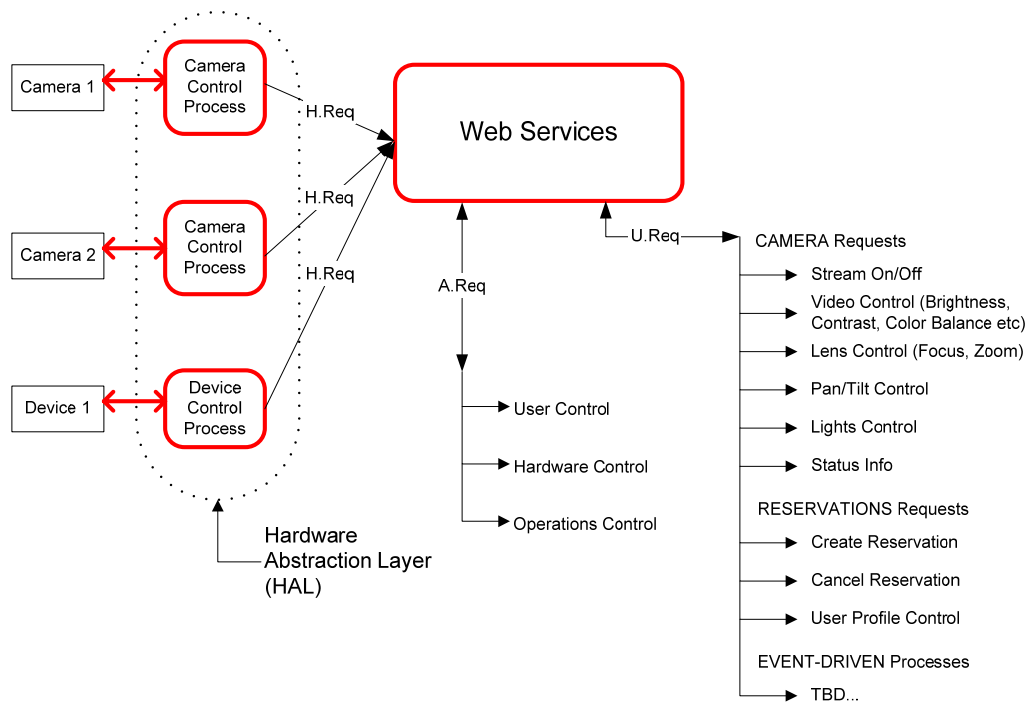 Camera 1
Camera
Control
Process
H.Req
Web Services
Camera 2
Camera
Control
Process
H.Req
Device 1
Device
Control
Process
H.Req
Hardware
Abstraction Layer
(HAL)
A.Req
User Control
Hardware Control
Operations Control
U.Req
CAMERA Requests
Stream On/Off
Video Control (Brightness,
Contrast, Color Balance etc)
Lens Control (Focus, Zoom)
Pan/Tilt Control
Lights Control
Status Info
RESERVATIONS Requests
Create Reservation
Cancel Reservation
User Profile Control
EVENT-DRIVEN Processes
TBD...